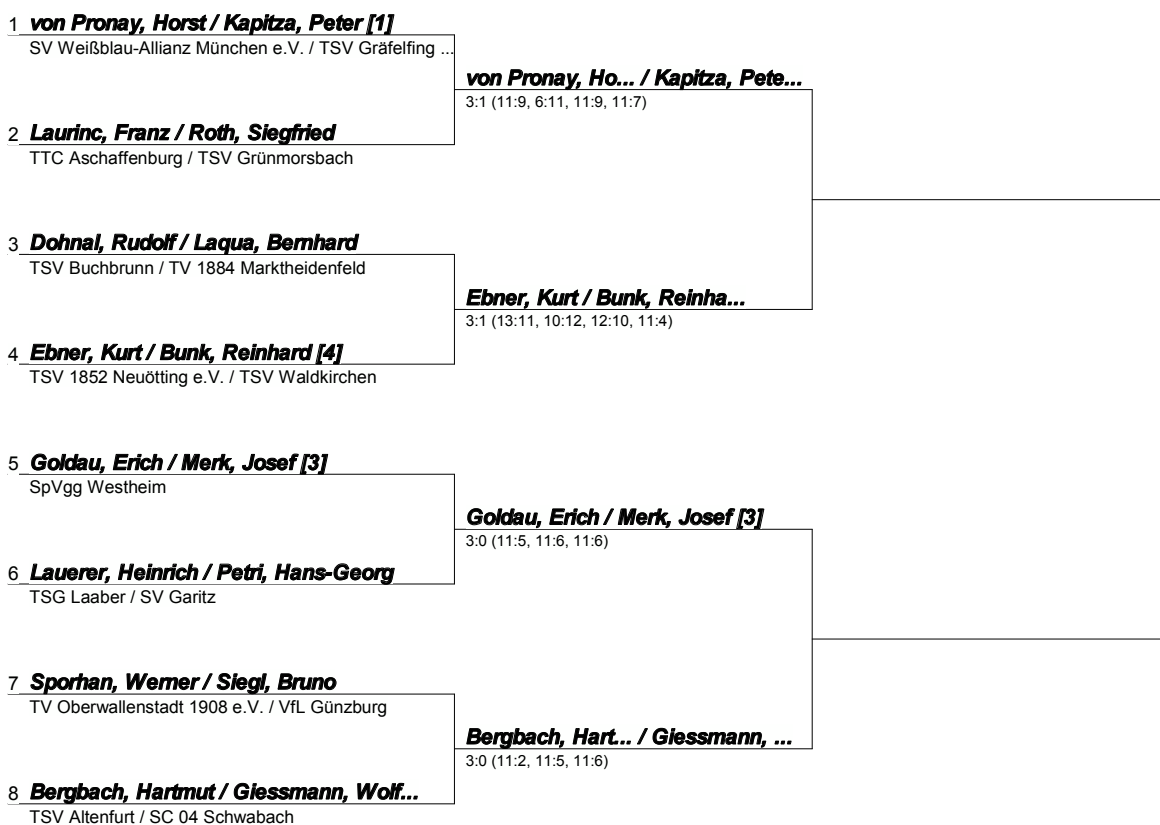 1 von Pronay, Horst / Kapitza, Peter [1]
SV Weißblau-Allianz München e.V. / TSV Gräfelfing ...
von Pronay, Ho... / Kapitza, Pete...
3:1 (11:9, 6:11, 11:9, 11:7)
2 Laurinc, Franz / Roth, Siegfried
TTC Aschaffenburg / TSV Grünmorsbach
3 Dohnal, Rudolf / Laqua, Bernhard
TSV Buchbrunn / TV 1884 Marktheidenfeld
Ebner, Kurt / Bunk, Reinha...
3:1 (13:11, 10:12, 12:10, 11:4)
4 Ebner, Kurt / Bunk, Reinhard [4]
TSV 1852 Neuötting e.V. / TSV Waldkirchen
5 Goldau, Erich / Merk, Josef [3]
SpVgg Westheim
Goldau, Erich / Merk, Josef [3]
3:0 (11:5, 11:6, 11:6)
6 Lauerer, Heinrich / Petri, Hans-Georg
TSG Laaber / SV Garitz
7 Sporhan, Werner / Siegl, Bruno
TV Oberwallenstadt 1908 e.V. / VfL Günzburg
Bergbach, Hart... / Giessmann, ...
3:0 (11:2, 11:5, 11:6)
8 Bergbach, Hartmut / Giessmann, Wolf...
TSV Altenfurt / SC 04 Schwabach